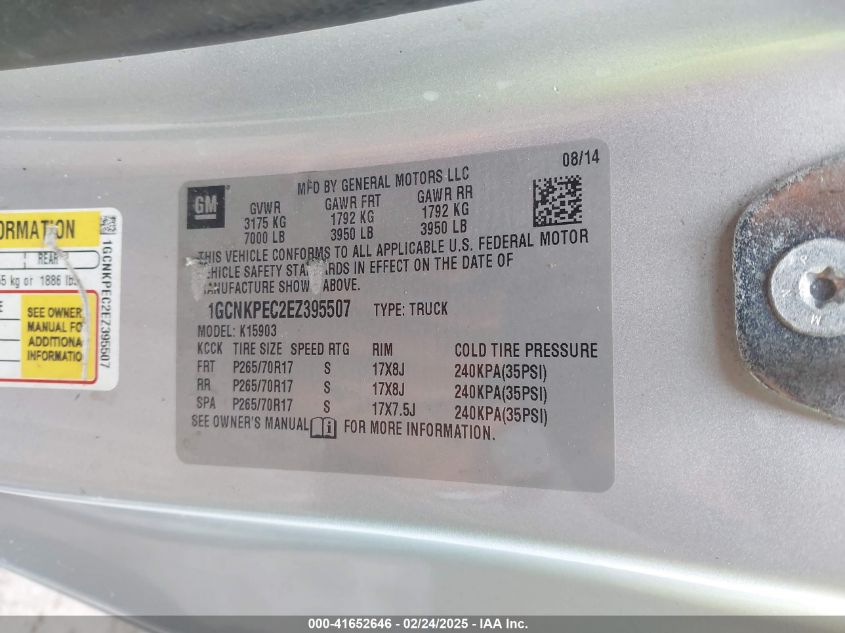 ORMATION
REAR
5 kg or 1886 lbs
SEE OWNER
MANUAL FO
ADDITIONA
INFORMATION
1GCNKPEC2EZ395507
08/14
GM
MFD BY GENERAL MOTORS LLC
GVWR GAWR FRT GAWR RR
3175 KG 1792 KG 1792 KG
7000 LB 3950 LB 3950 LB
THIS VEHICLE CONFORMS TO ALL APPLICABLE U.S. FEDERAL MOTOR
VEHICLE SAFETY STANDARDS IN EFFECT ON THE DATE OF
MANUFACTURE SHOWN ABOVE.
1GCNKPEC2EZ395507 TYPE: TRUCK
MODEL: K15903
KCCK TIRE SIZE SPEED RTG RIM COLD TIRE PRESSURE
FRT P265/70R17 S 17X8J 240KPA(35PSI)
RR P265/70R17 S 17X8J 240KPA(35PSI)
SPA P265/70R17 S 17X7.5J 240KPA(35PSI)
SEE OWNER'S MANUAL i FOR MORE INFORMATION.
000-41652646 - 02/24/2025 - IAA Inc.